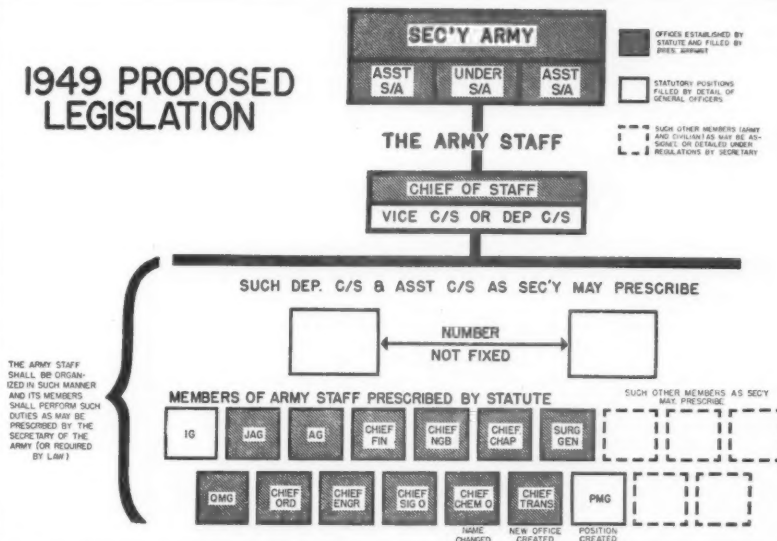 1949 PROPOSED
LEGISLATION
SEC'Y ARMY
ASST
S/A
UNDER
S/A
ASST
S/A
OFFICES ESTABLISHED BY
STATUTE AND FILLED BY
PRES. APPMNT
STATUTORY POSITIONS
FILLED BY DETAIL OF
GENERAL OFFICERS
SUCH OTHER MEMBERS (ARMY
AND CIVILIAN) AS MAY BE AS-
SIGNED OR DETAILED UNDER
REGULATIONS BY SECRETARY
THE ARMY STAFF
CHIEF OF STAFF
VICE C/S OR DEP C/S
SUCH DEP. C/S & ASST C/S AS SEC'Y MAY PRESCRIBE
NUMBER
NOT FIXED
THE ARMY STAFF
SHALL BE ORGAN-
IZED IN SUCH MANNER
AND ITS MEMBERS
SHALL PERFORM SUCH
DUTIES AS MAY BE
PRESCRIBED BY THE
SECRETARY OF THE
ARMY (OR REQUIRED
BY LAW)
MEMBERS OF ARMY STAFF PRESCRIBED BY STATUTE
SUCH OTHER MEMBERS AS SEC'Y
MAY PRESCRIBE
IG
JAG
AG
CHIEF
FIN
CHIEF
NGB
CHIEF
CHAP
SURG
GEN
QMG
CHIEF
ORD
CHIEF
ENGR
CHIEF
SIG O
CHIEF
CHEM O
CHIEF
TRANS
PMG
NAME
CHANGED
NEW OFFICE
CREATED
POSITION
CREATED